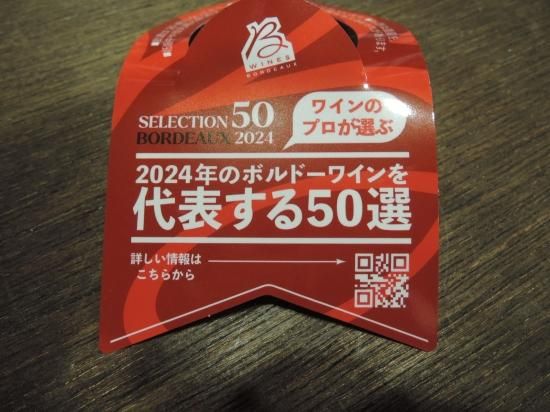 B
WINES
BORDEAUX
SELECTION 50
BORDEAUX 2024
ワインの
プロが選ぶ
2024年のボルドーワインを
代表する50選
詳しい情報は
こちらから